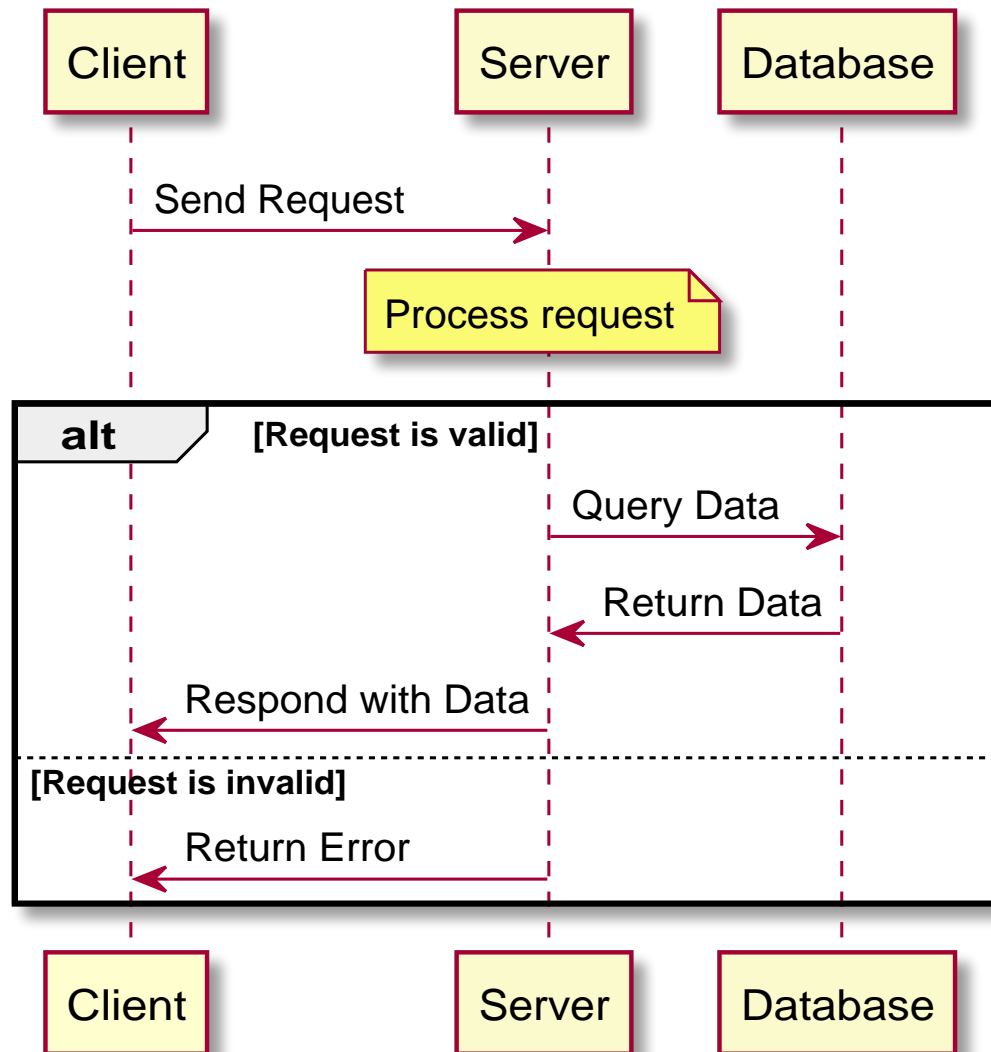 Client
Server
Database
Send Request
Process request
alt
[Request is valid]
Query Data
Return Data
Respond with Data
[Request is invalid]
Return Error
Client
Server
Database